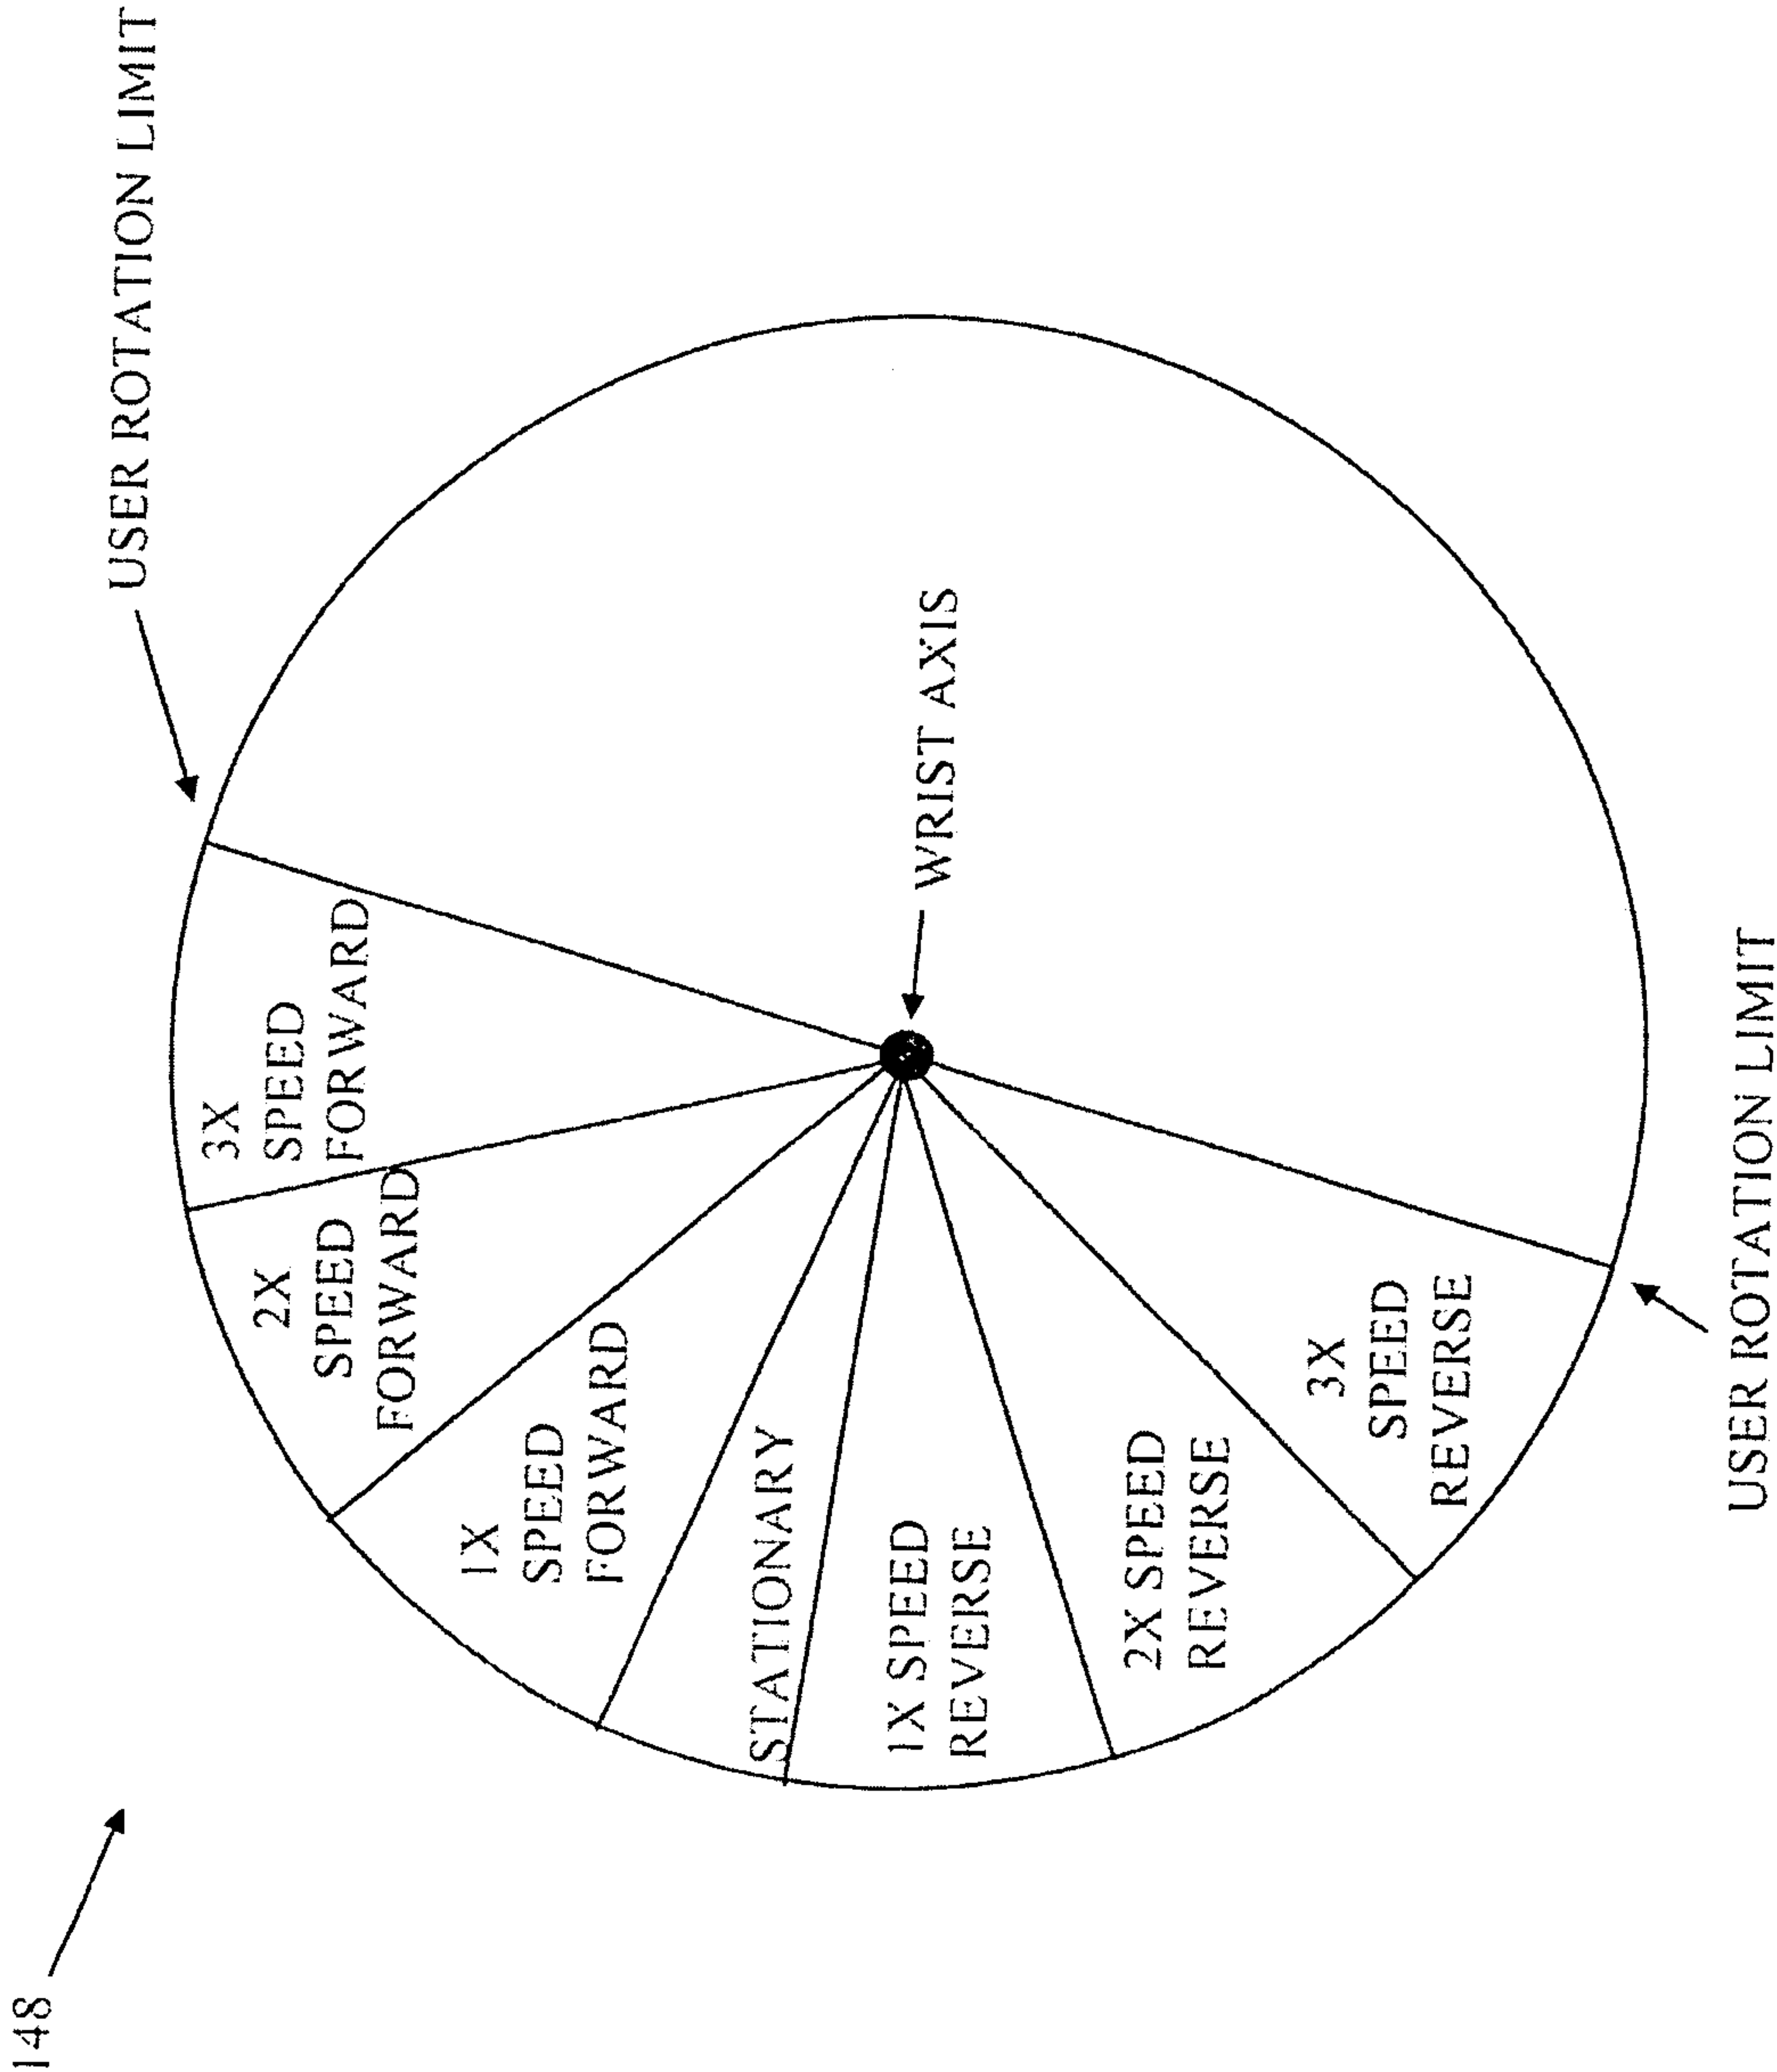 148
USER ROTATION LIMIT
3X
SPEED
FORWARD
2X
SPEED
FORWARD
1X
SPEED
FORWARD
STATIONARY
1X SPEED
REVERSE
2X SPEED
REVERSE
3X
SPEED
REVERSE
WRIST AXIS
USER ROTATION LIMIT